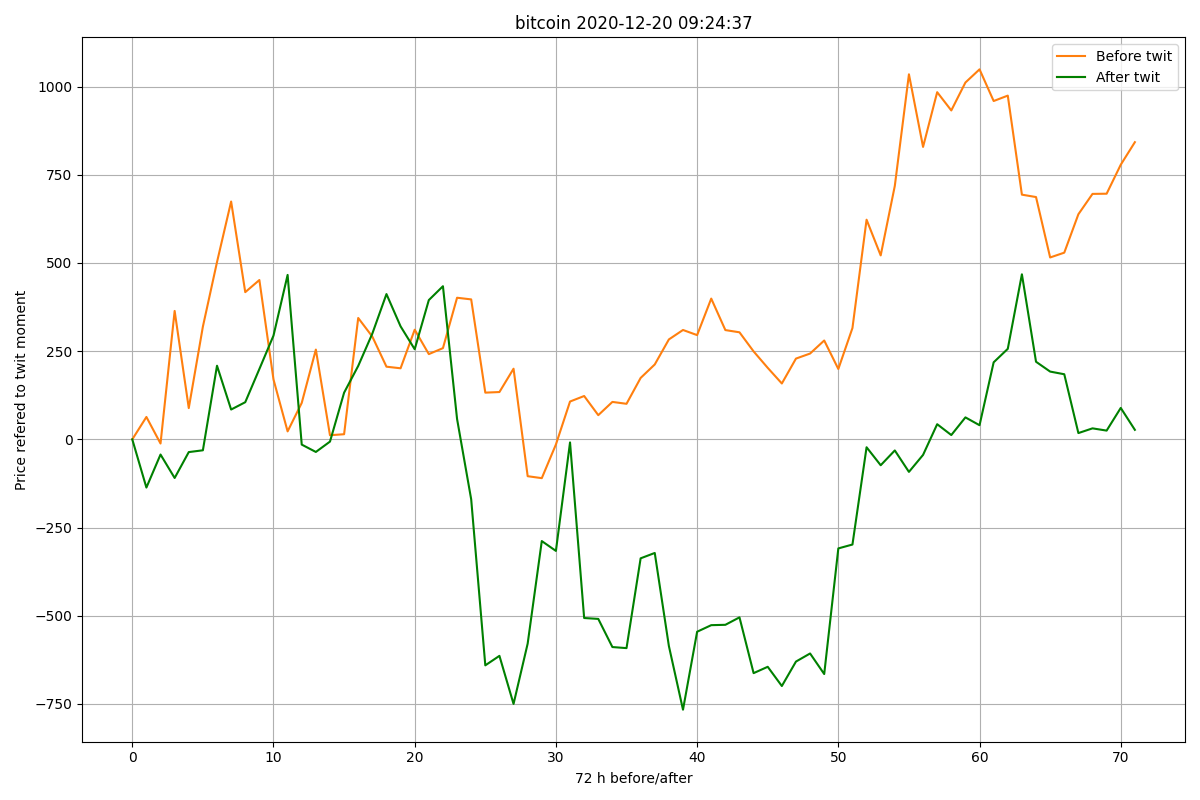 bitcoin 2020-12-20 09:24:37
Before twit
After twit
Price refered to twit moment
1000
750
500
250
0
−250
−500
−750
0 10 20 30 40 50 60 70
72 h before/after